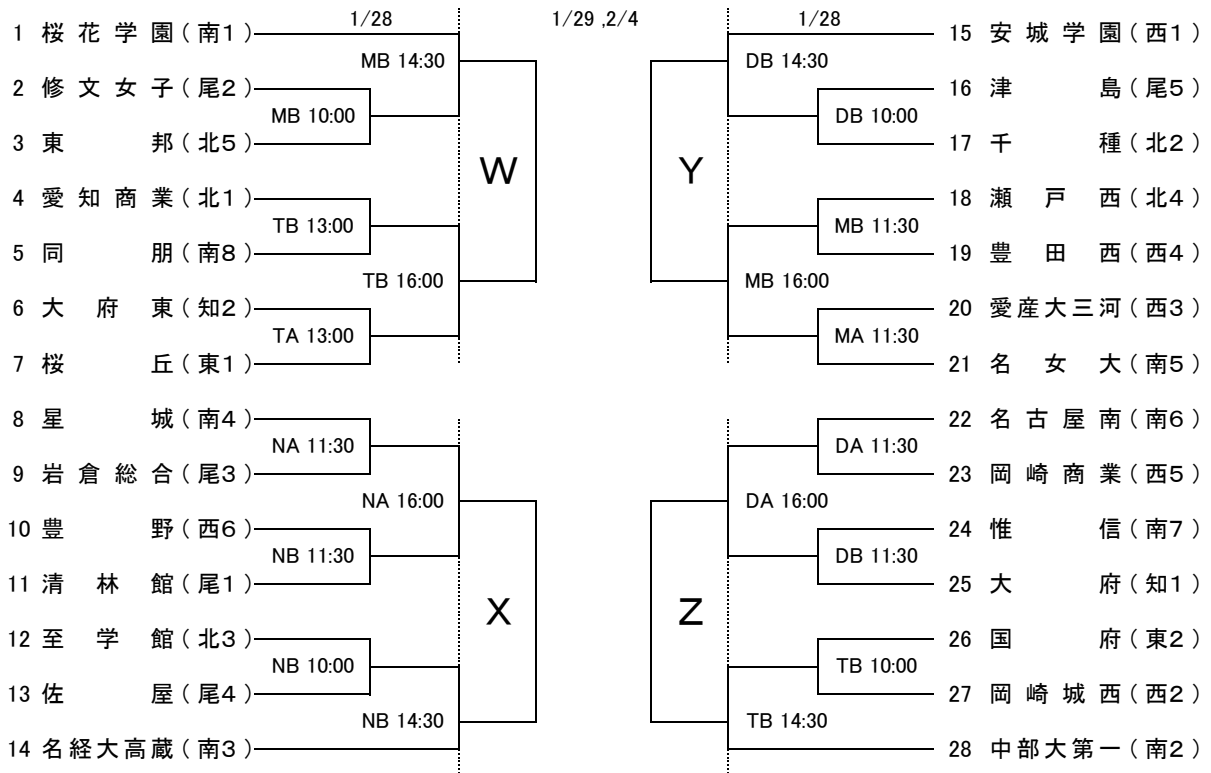 1/28 1/29 ,2/4 1/28
1 桜花学園(南1) 15 安城学園(西1)
MB 14:30 DB 14:30
2 修文女子(尾2) 16 津島(尾5)
MB 10:00 DB 10:00
3 東邦(北5) 17 千種(北2)
W Y
4 愛知商業(北1) 18 瀬戸西(北4)
TB 13:00 MB 11:30
5 同朋(南8) 19 豊田西(西4)
TB 16:00 MB 16:00
6 大府東(知2) 20 愛産大三河(西3)
TA 13:00 MA 11:30
7 桜丘(東1) 21 名女大(南5)
8 星城(南4) 22 名古屋南(南6)
NA 11:30 DA 11:30
9 岩倉総合(尾3) 23 岡崎商業(西5)
NA 16:00 DA 16:00
10 豊野(西6) 24 惟信(南7)
NB 11:30 DB 11:30
11 清林館(尾1) 25 大府(知1)
X Z
12 至学館(北3) 26 国府(東2)
NB 10:00 TB 10:00
13 佐屋(尾4) 27 岡崎城西(西2)
NB 14:30 TB 14:30
14 名経大高蔵(南3) 28 中部大第一(南2)